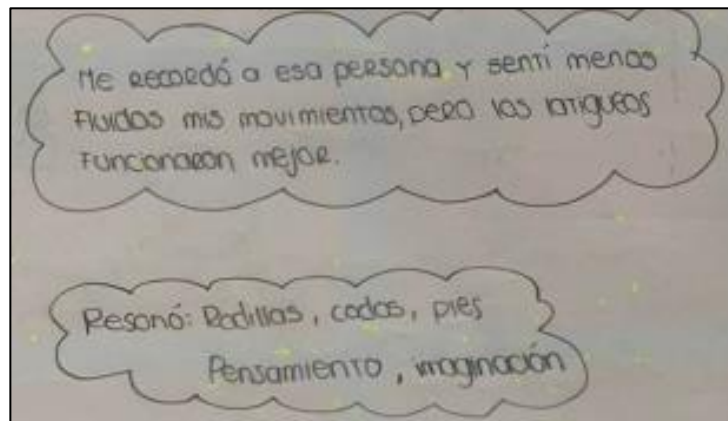 Me recordó a esa persona y sentí menos
fluidos mis movimientos, pero los latigueos
funcionaron mejor.
Resonó: Rodillas, codos, pies
Pensamiento, imaginación